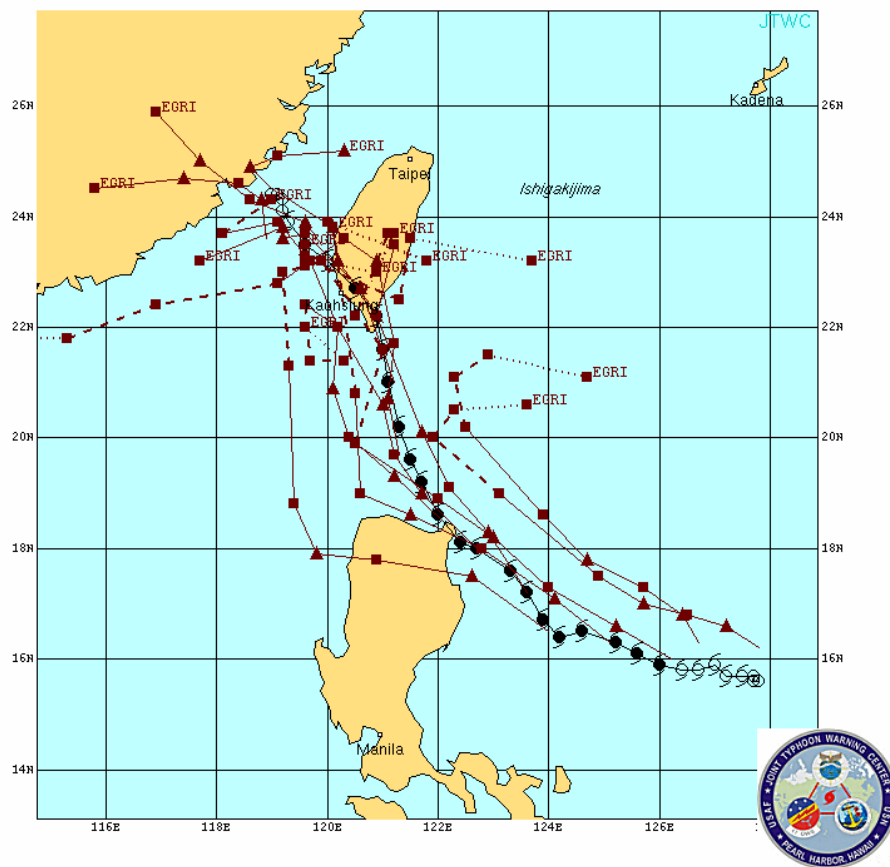 JTWC
26N
26N
Kadena
EGRI
EGRI
EGRI
Taipei
Ishigakijima
EGRI
24N
24N
EGRI
EGRI
EGRI
EGRI
EGRI
EGRI
EGRI
EGRI
Kaohsiung
22N
22N
EGRI
EGRI
EGRI
20N
20N
18N
18N
16N
16N
Manila
14N
14N
116E
118E
120E
122E
124E
126E
JOINT TYPHOON WARNING CENTER
USAF
USN
PEARL HARBOR, HAWAII